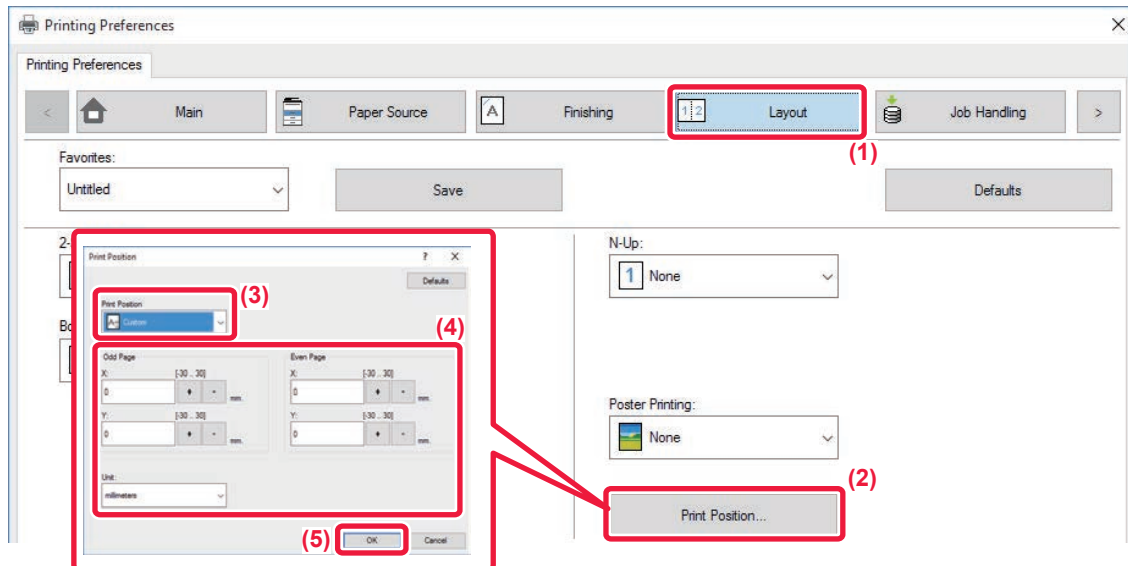 Printing Preferences
Printing Preferences
<
Main
Paper Source
A
Finishing
1 2
Layout
Job Handling
>
(1)
Favorites:
Untitled
Save
Defaults
2-
Print Position
?
Defaults
N-Up:
1
None
Print Position
Custom
(3)
(4)
Odd Page
X:
[-30 .. 30]
0
+
-
mm.
Y:
[-30 .. 30]
0
+
-
mm.
Even Page
X:
[-30 .. 30]
0
+
-
mm.
Y:
[-30 .. 30]
0
+
-
mm.
Unit:
millimeters
(5)
OK
Cancel
Poster Printing:
None
(2)
Print Position...